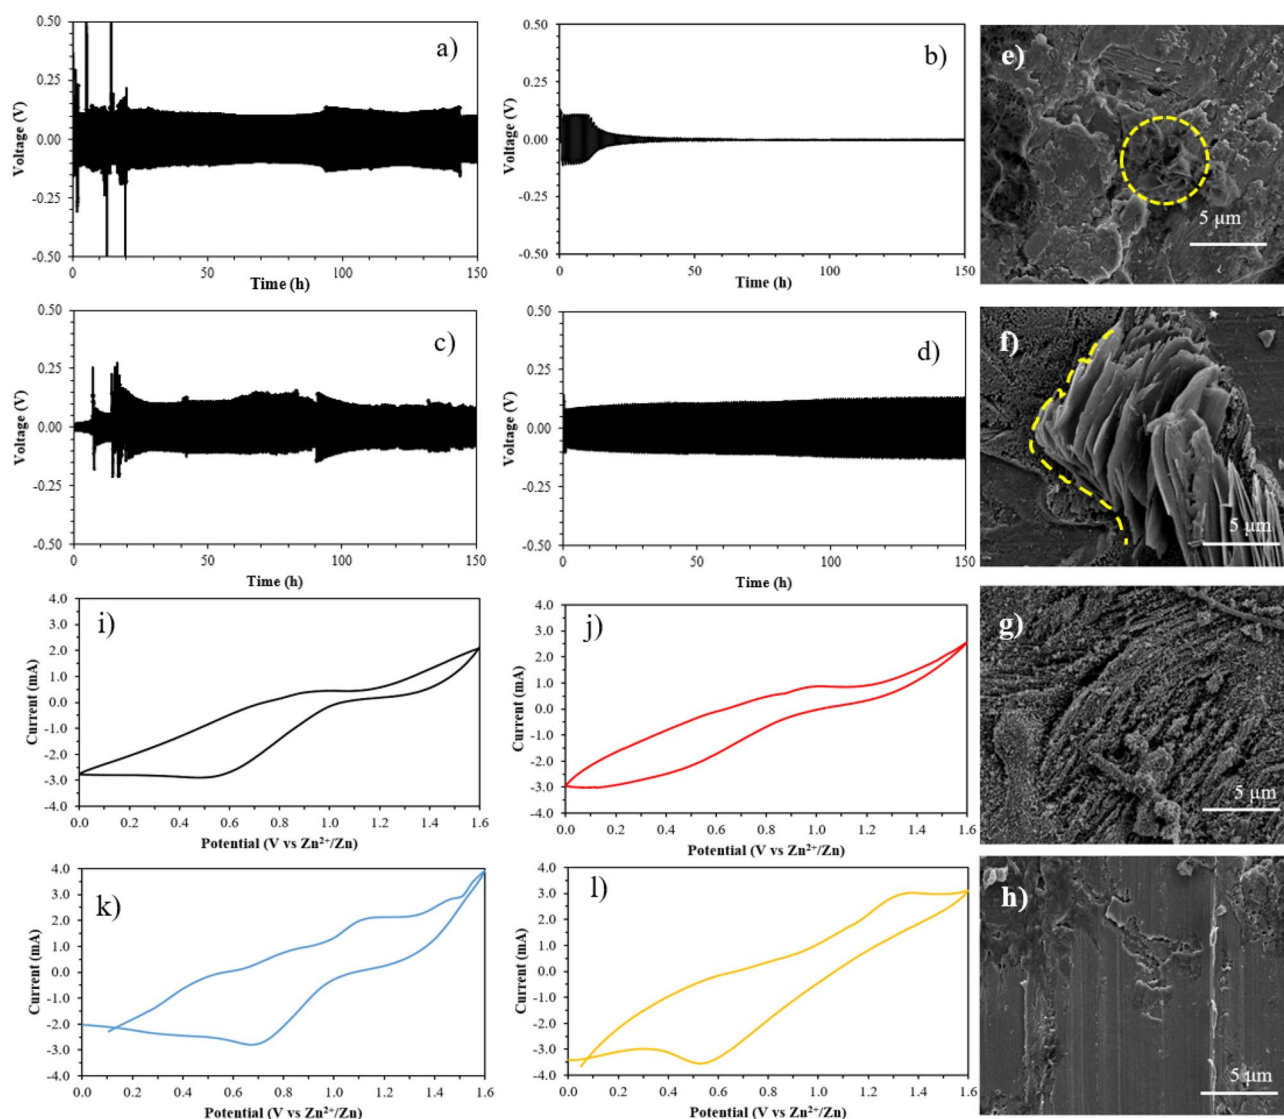 a)
0.50
0.25
0.00
-0.25
-0.50
Voltage (V)
0 50 100 150
Time (h)
b)
0.50
0.25
0.00
-0.25
-0.50
Voltage (V)
0 50 100 150
Time (h)
e)
5 μm
c)
0.50
0.25
0.00
-0.25
-0.50
Voltage (V)
0 50 100 150
Time (h)
d)
0.50
0.25
0.00
-0.25
-0.50
Voltage (V)
0 50 100 150
Time (h)
f)
5 μm
i)
4.0
3.0
2.0
1.0
0.0
-1.0
-2.0
-3.0
-4.0
Current (mA)
0.0 0.2 0.4 0.6 0.8 1.0 1.2 1.4 1.6
Potential (V vs Zn²⁺/Zn)
j)
4.0
3.0
2.0
1.0
0.0
-1.0
-2.0
-3.0
-4.0
Current (mA)
0.0 0.2 0.4 0.6 0.8 1.0 1.2 1.4 1.6
Potential (V vs Zn²⁺/Zn)
g)
5 μm
k)
4.0
3.0
2.0
1.0
0.0
-1.0
-2.0
-3.0
-4.0
Current (mA)
0.0 0.2 0.4 0.6 0.8 1.0 1.2 1.4 1.6
Potential (V vs Zn²⁺/Zn)
l)
4.0
3.0
2.0
1.0
0.0
-1.0
-2.0
-3.0
-4.0
Current (mA)
0.0 0.2 0.4 0.6 0.8 1.0 1.2 1.4 1.6
Potential (V vs Zn²⁺/Zn)
h)
5 μm